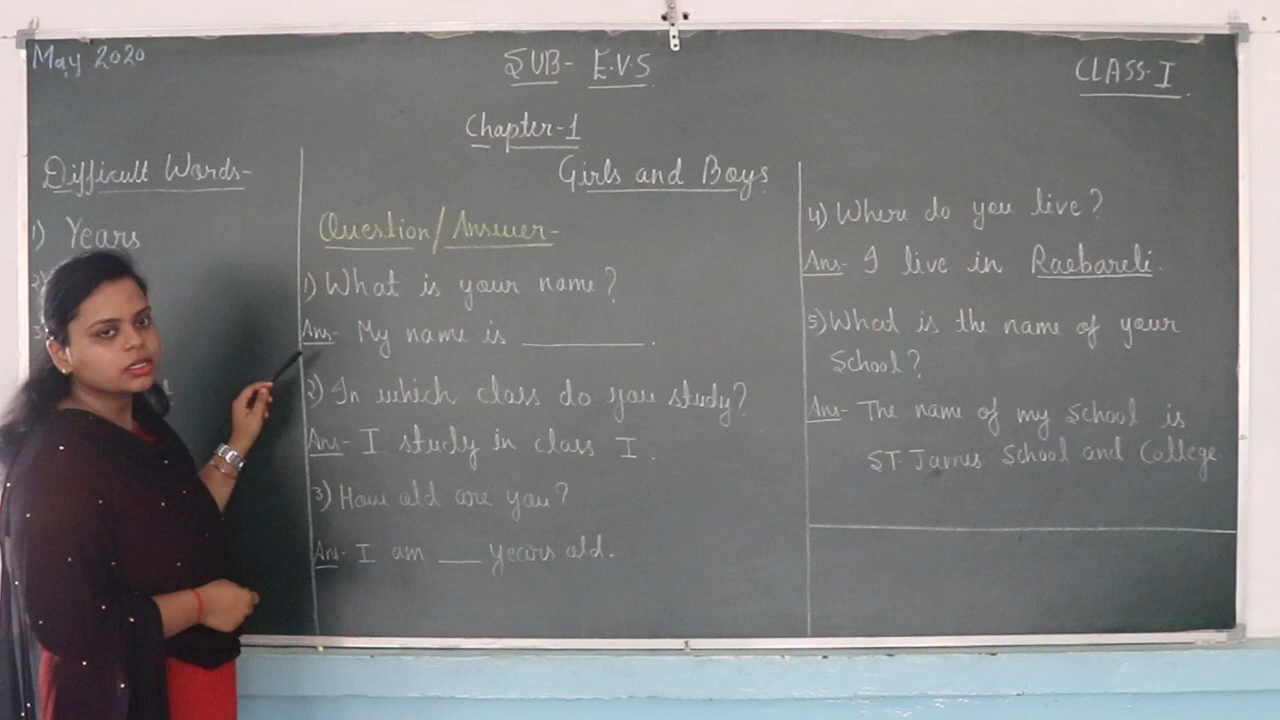 May 2020
SUB- E.V.S
CLASS-I
Chapter-1
Girls and Boys
Difficult Words-
1) Years
2)
3)
Question/Answer-
1) What is your name?
Ans- My name is ________.
2) In which class do you study?
Ans- I study in class I.
3) How old are you?
Ans- I am ___ years old.
4) Where do you live?
Ans- I live in Raebareli.
5) What is the name of your
School?
Ans- The name of my School is
ST. James School and College.